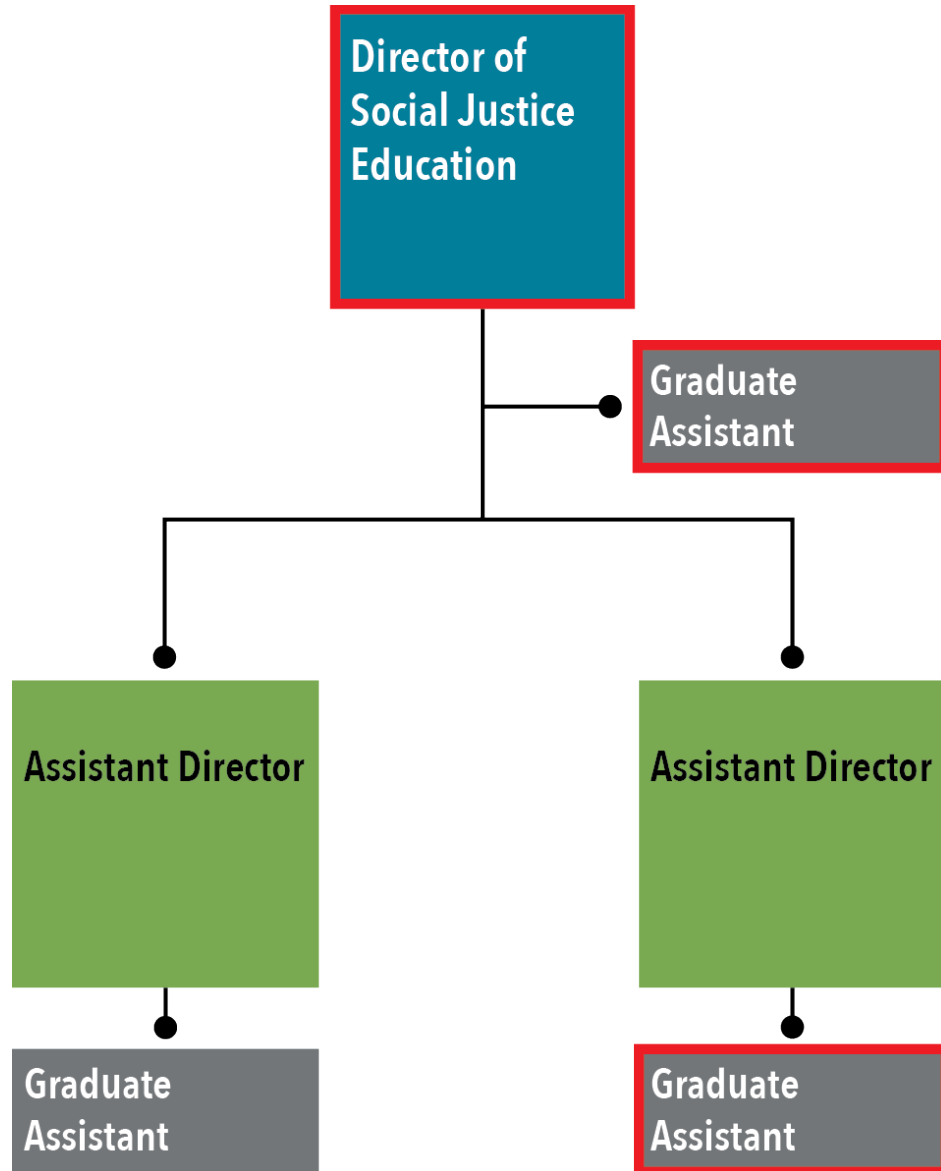 Director of
Social Justice
Education
Graduate
Assistant
Assistant Director
Assistant Director
Graduate
Assistant
Graduate
Assistant